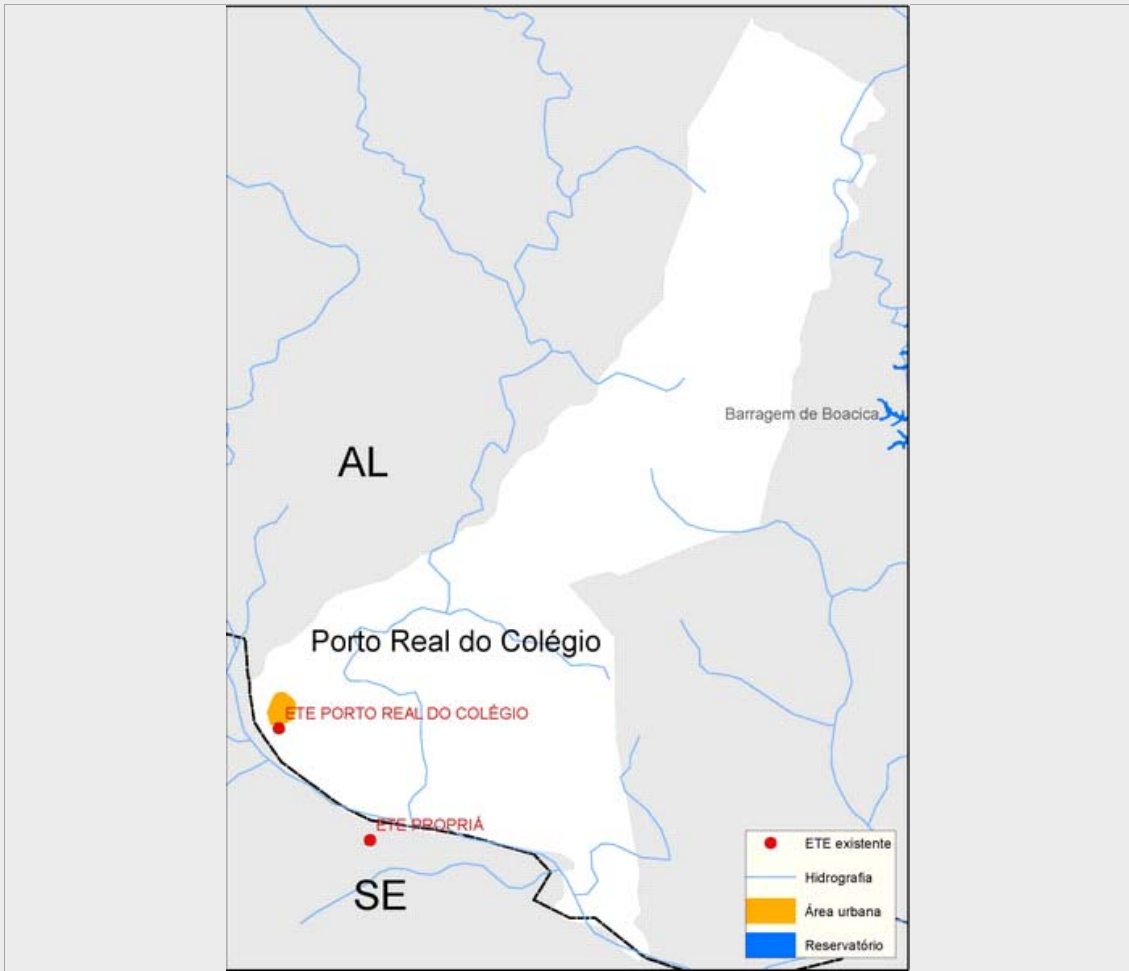 Barragem de Boacica
AL
Porto Real do Colégio
ETE PORTO REAL DO COLÉGIO
ETE PROPRIÁ
SE
ETE existente
Hidrografia
Área urbana
Reservatório